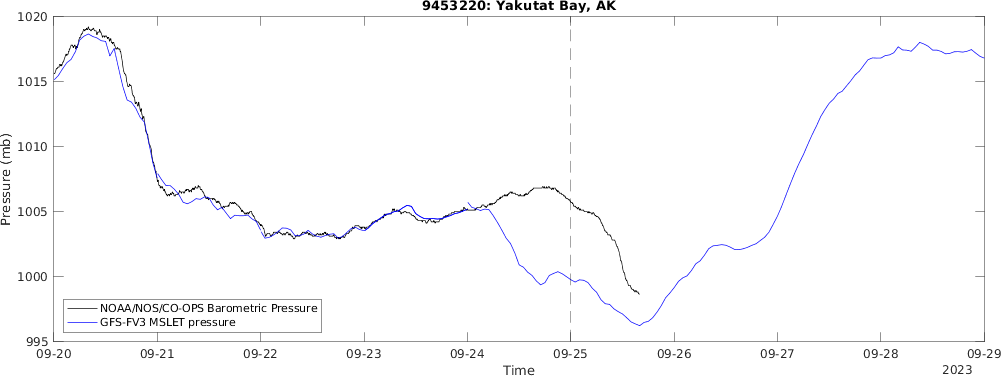 9453220: Yakutat Bay, AK
1020
1015
1010
1005
1000
995
Pressure (mb)
NOAA/NOS/CO-OPS Barometric Pressure
GFS-FV3 MSLET pressure
09-20 09-21 09-22 09-23 09-24 09-25 09-26 09-27 09-28 09-29
Time
2023